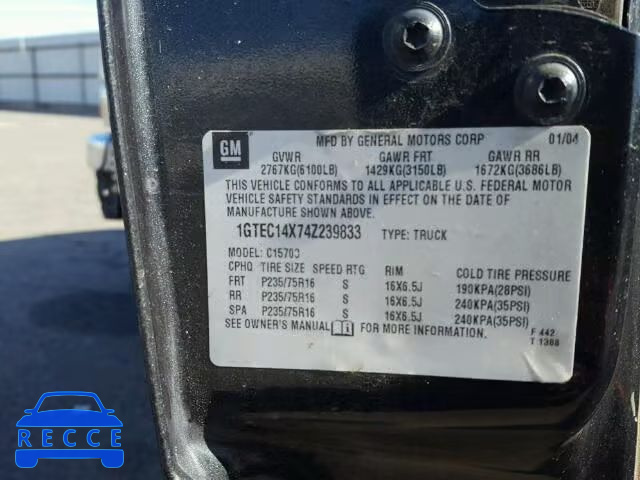 GM
MFD BY GENERAL MOTORS CORP 01/04
GVWR GAWR FRT GAWR RR
2767KG(6100LB) 1429KG(3150LB) 1672KG(3686LB)
THIS VEHICLE CONFORMS TO ALL APPLICABLE U.S. FEDERAL MOTOR
VEHICLE SAFETY STANDARDS IN EFFECT ON THE DATE OF
MANUFACTURE SHOWN ABOVE.
1GTEC14X74Z239833 TYPE: TRUCK
MODEL: C15703
CPHQ TIRE SIZE SPEED RTG RIM COLD TIRE PRESSURE
FRT P235/75R16 S 16X6.5J 190KPA(28PSI)
RR P235/75R16 S 16X6.5J 240KPA(35PSI)
SPA P235/75R16 S 16X6.5J 240KPA(35PSI)
SEE OWNER'S MANUAL FOR MORE INFORMATION.
F 442
T 1368
RECCE